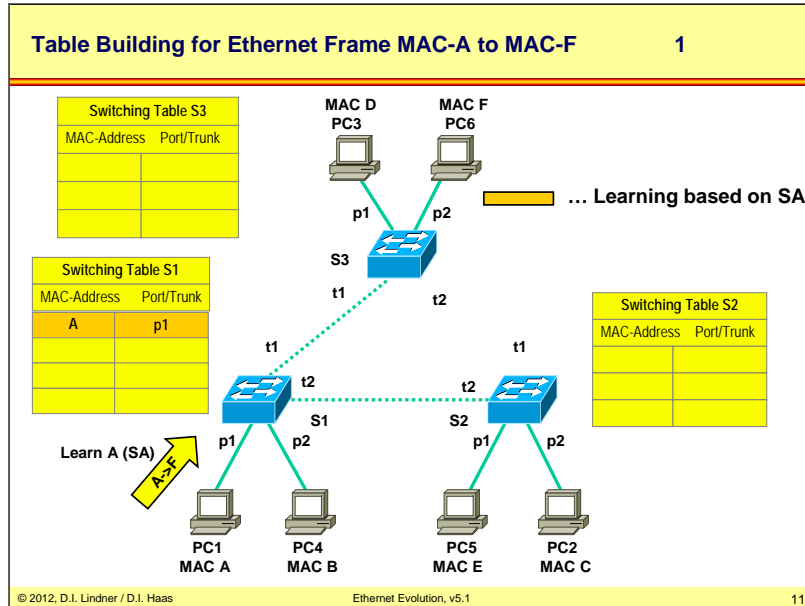 Table Building for Ethernet Frame MAC-A to MAC-F 1
Switching Table S3
MAC-Address Port/Trunk
MAC D
PC3
MAC F
PC6
... Learning based on SA
p1
p2
S3
t1
t2
Switching Table S1
MAC-Address Port/Trunk
A p1
Switching Table S2
MAC-Address Port/Trunk
t1
t2
S1
p1
p2
t1
t2
S2
p1
p2
Learn A (SA)
A->F
PC1
MAC A
PC4
MAC B
PC5
MAC E
PC2
MAC C
© 2012, D.I. Lindner / D.I. Haas Ethernet Evolution, v5.1 11